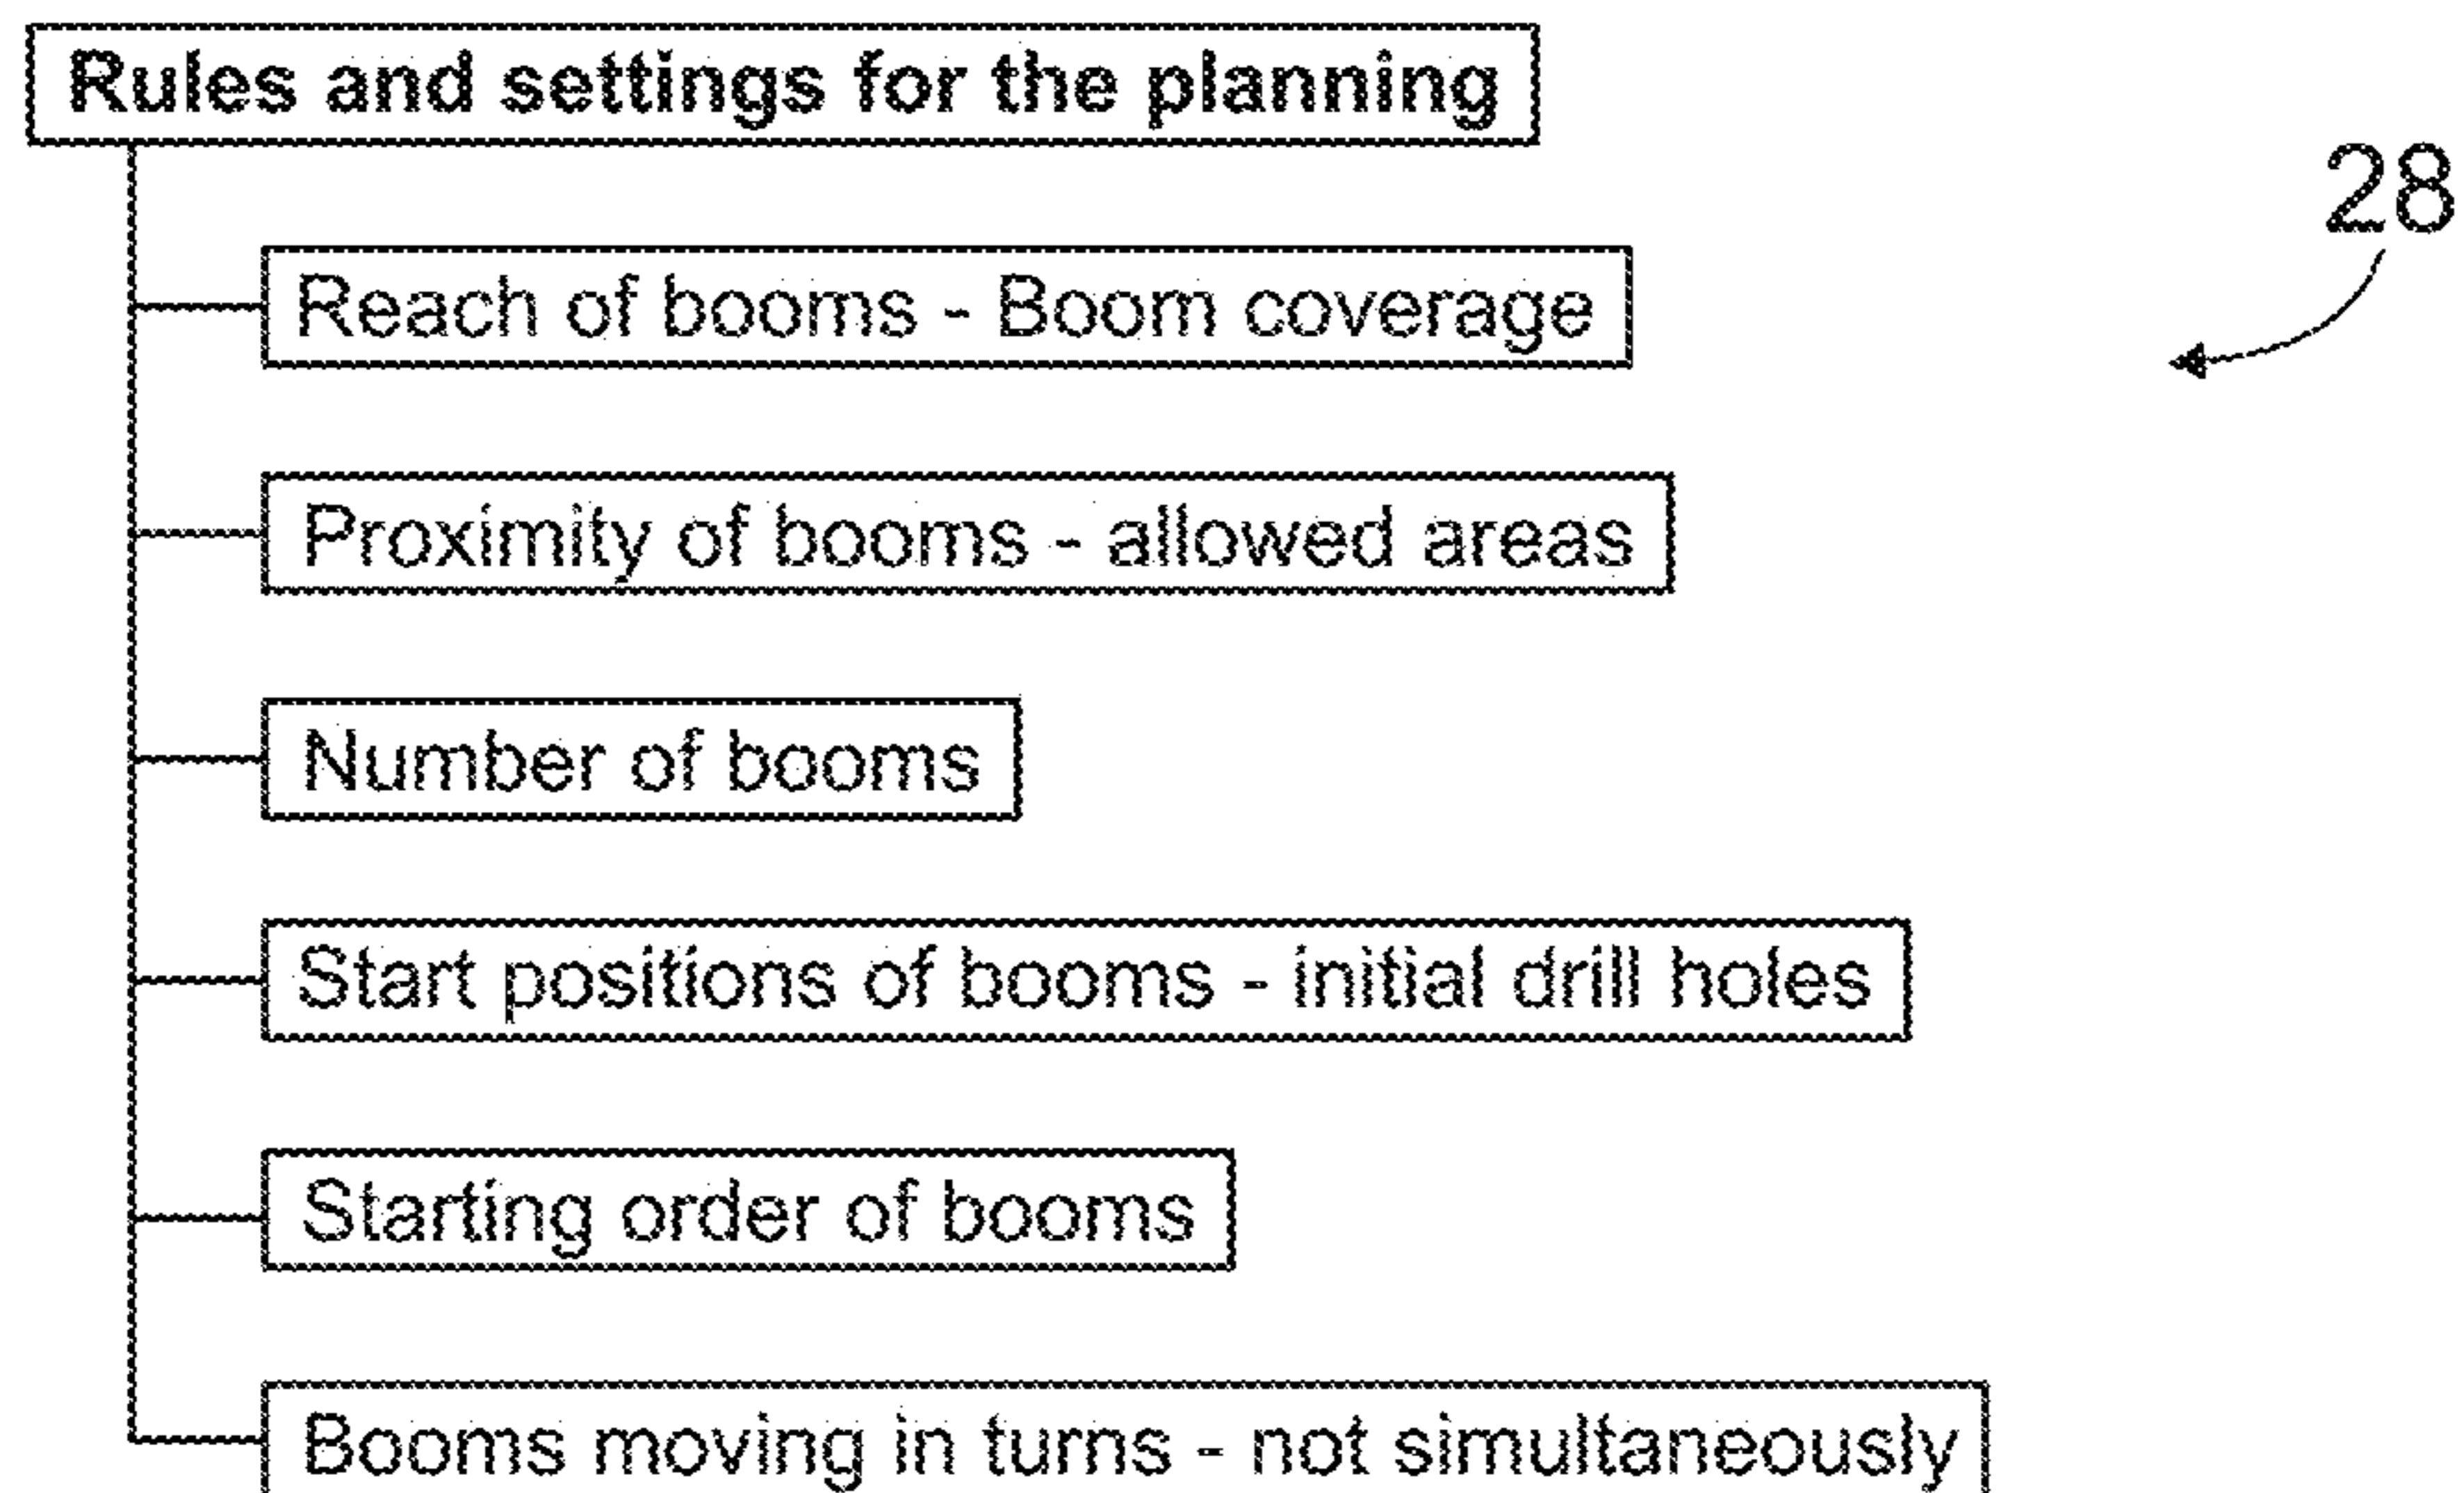 Rules and settings for the planning
28
Reach of booms - Boom coverage
Proximity of booms - allowed areas
Number of booms
Start positions of booms - initial drill holes
Starting order of booms
Booms moving in turns - not simultaneously